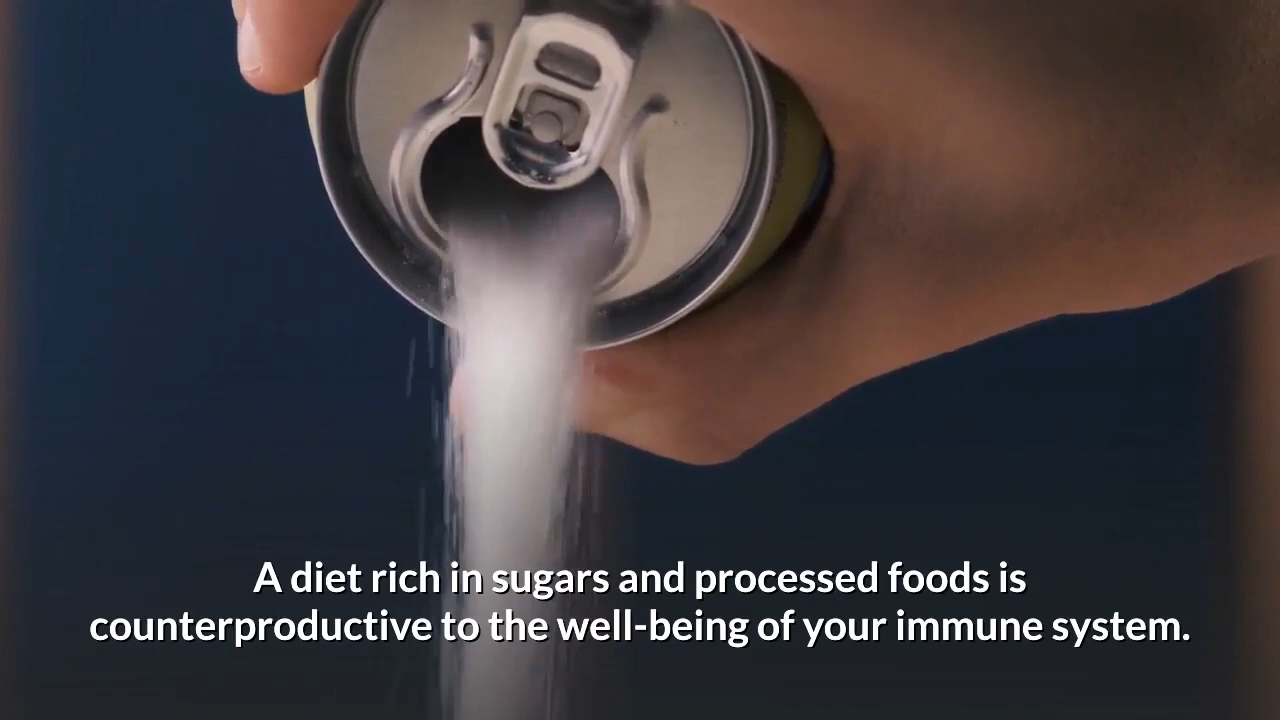 A diet rich in sugars and processed foods is
counterproductive to the well-being of your immune system.